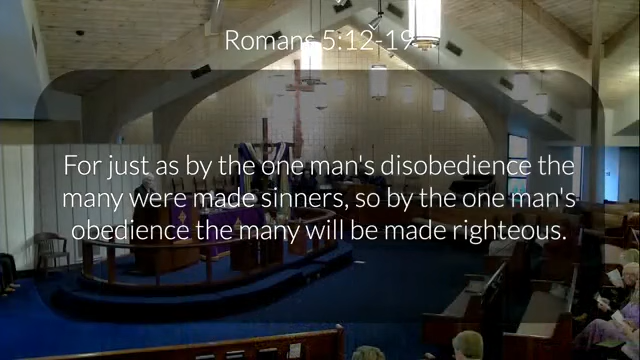 Romans 5:12-19
For just as by the one man's disobedience the
many were made sinners, so by the one man's
obedience the many will be made righteous.